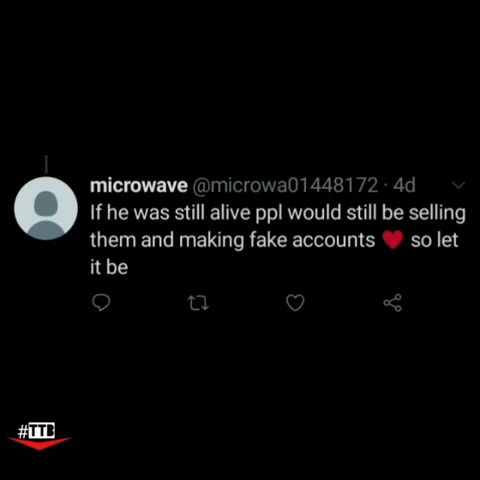 microwave @microwa01448172 · 4d
If he was still alive ppl would still be selling
them and making fake accounts ❤️ so let
it be
#TTB